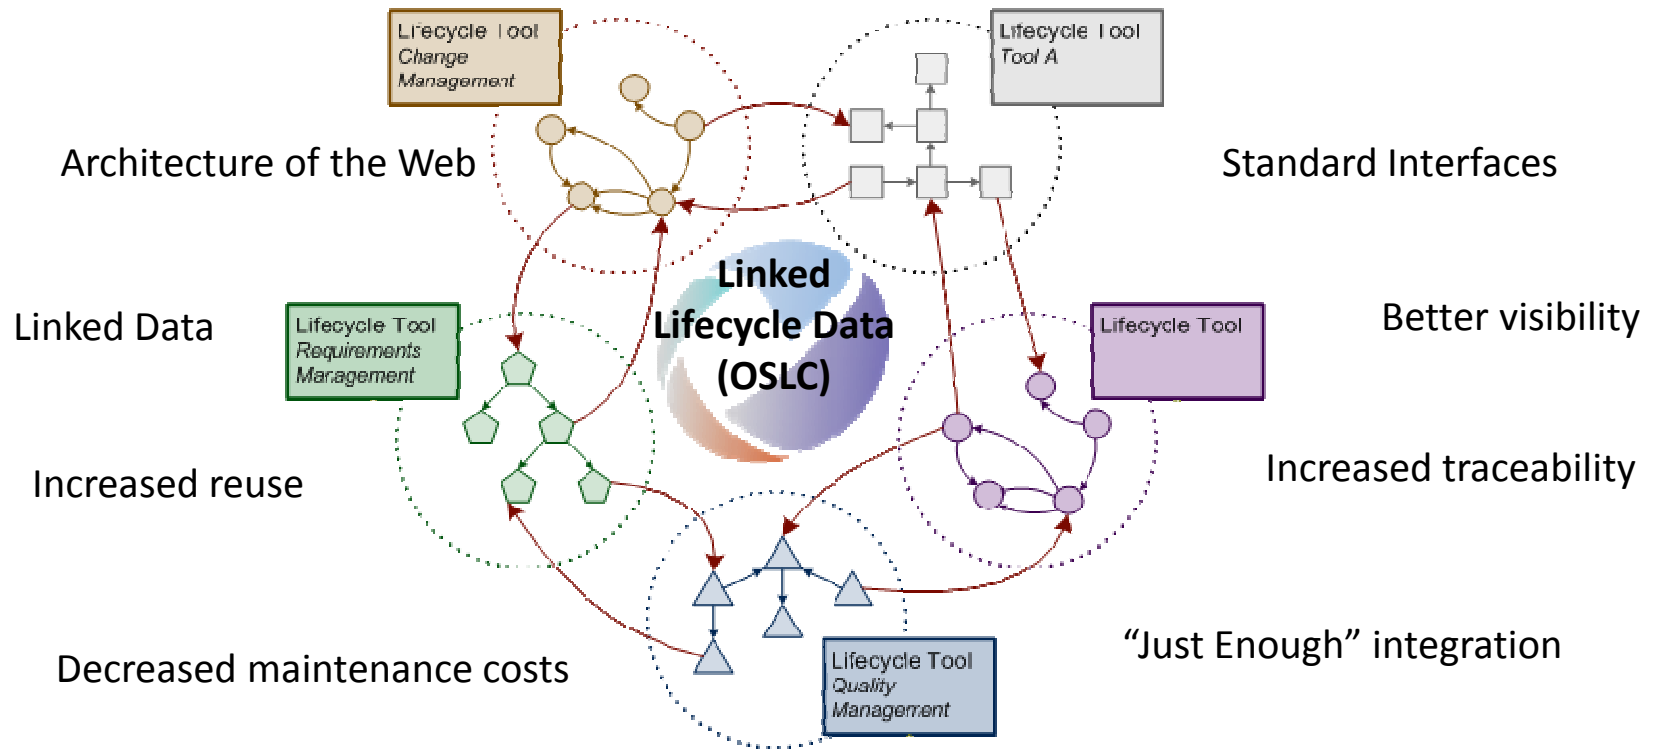 Lifecycle Tool
Change
Management
Lifecycle Tool
Tool A
Architecture of the Web
Standard Interfaces
Linked
Lifecycle Data
(OSLC)
Linked Data
Lifecycle Tool
Requirements
Management
Lifecycle Tool
Better visibility
Increased reuse
Increased traceability
Decreased maintenance costs
Lifecycle Tool
Quality
Management
“Just Enough” integration